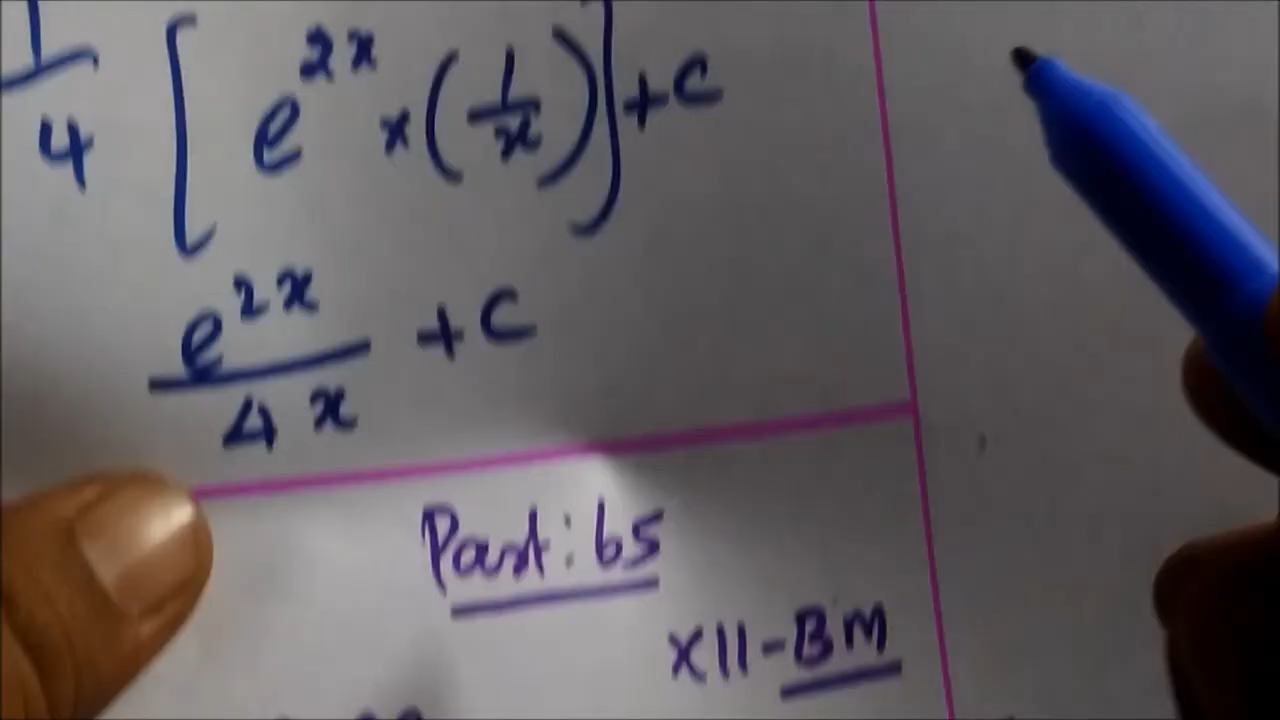 1/4 [ e^2x × (1/x) ] + c
e^2x/4x + c
Part: 65
XII-BM